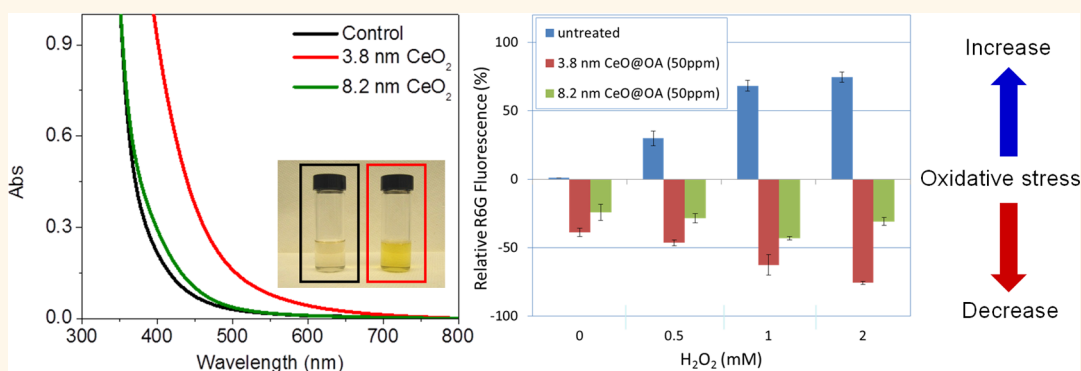 0.9
0.6
0.3
0.0
Abs
Control
3.8 nm CeO₂
8.2 nm CeO₂
300 400 500 600 700 800
Wavelength (nm)
Relative R6G Fluorescence (%)
100
50
0
-50
-100
untreated
3.8 nm CeO@OA (50ppm)
8.2 nm CeO@OA (50ppm)
0 0.5 1 2
H₂O₂ (mM)
Increase
Oxidative stress
Decrease